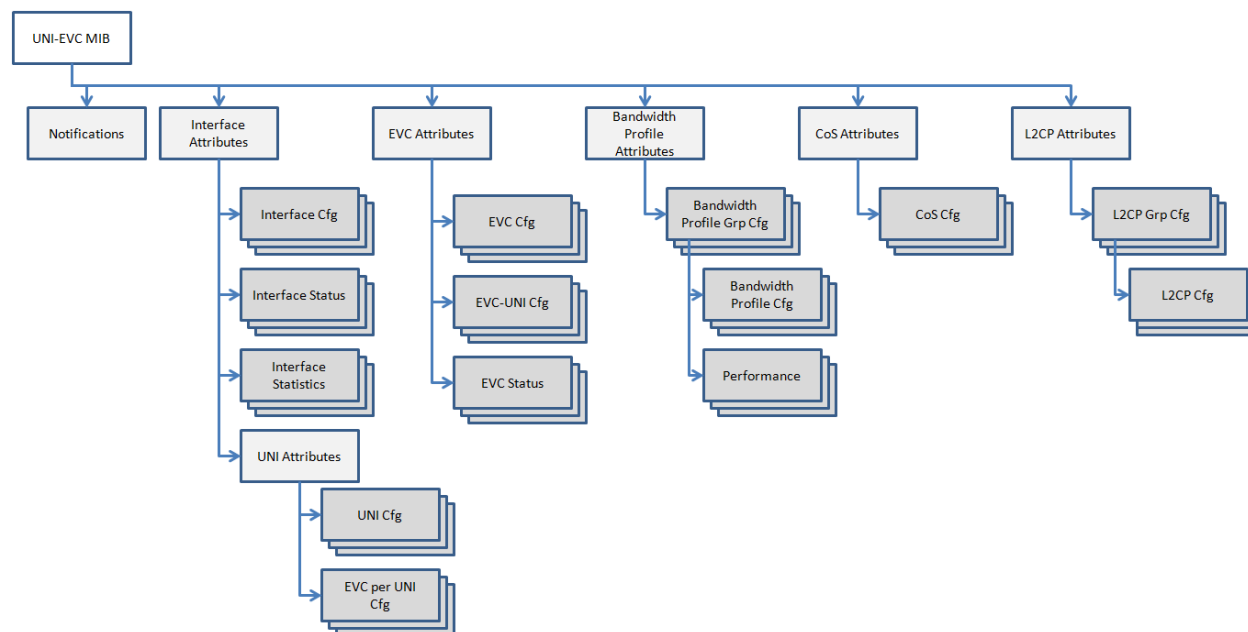 UNI-EVC MIB
Notifications
Interface
Attributes
EVC Attributes
Bandwidth
Profile
Attributes
CoS Attributes
L2CP Attributes
Interface Cfg
EVC Cfg
Bandwidth
Profile Grp Cfg
CoS Cfg
L2CP Grp Cfg
Interface Status
EVC-UNI Cfg
Bandwidth
Profile Cfg
L2CP Cfg
Interface
Statistics
EVC Status
Performance
UNI Attributes
UNI Cfg
EVC per UNI
Cfg